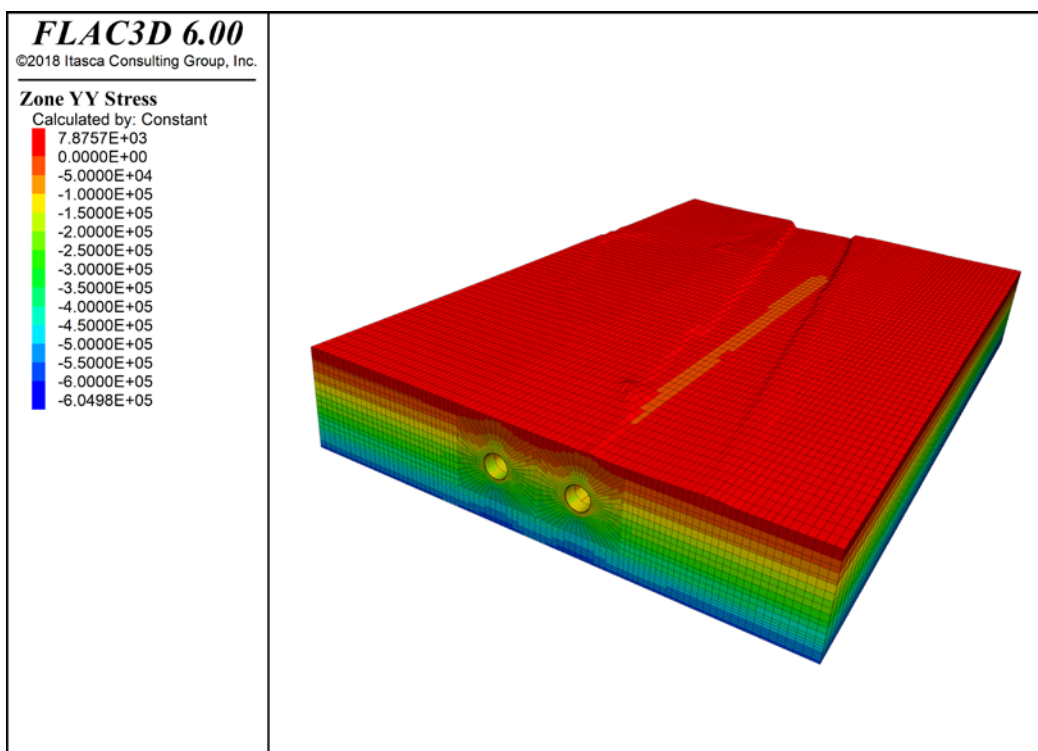 FLAC3D 6.00
©2018 Itasca Consulting Group, Inc.
Zone YY Stress
Calculated by: Constant
7.8757E+03
0.0000E+00
-5.0000E+04
-1.0000E+05
-1.5000E+05
-2.0000E+05
-2.5000E+05
-3.0000E+05
-3.5000E+05
-4.0000E+05
-4.5000E+05
-5.0000E+05
-5.5000E+05
-6.0000E+05
-6.0498E+05